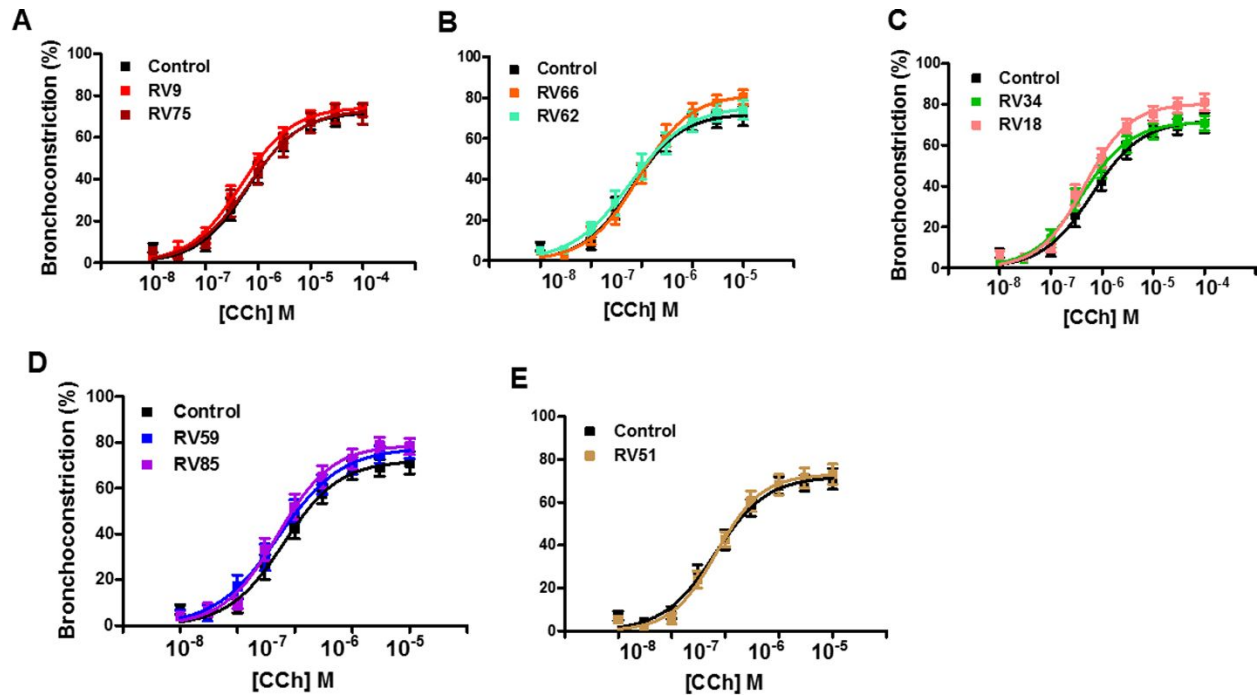 A
Bronchoconstriction (%)
100
80
60
40
20
0
Control
RV9
RV75
10-8 10-7 10-6 10-5 10-4
[CCh] M
B
100
80
60
40
20
0
Control
RV66
RV62
10-8 10-7 10-6 10-5
[CCh] M
C
Bronchoconstriction (%)
100
80
60
40
20
0
Control
RV34
RV18
10-8 10-7 10-6 10-5 10-4
[CCh] M
D
Bronchoconstriction (%)
100
80
60
40
20
0
Control
RV59
RV85
10-8 10-7 10-6 10-5
[CCh] M
E
100
80
60
40
20
0
Control
RV51
10-8 10-7 10-6 10-5
[CCh] M